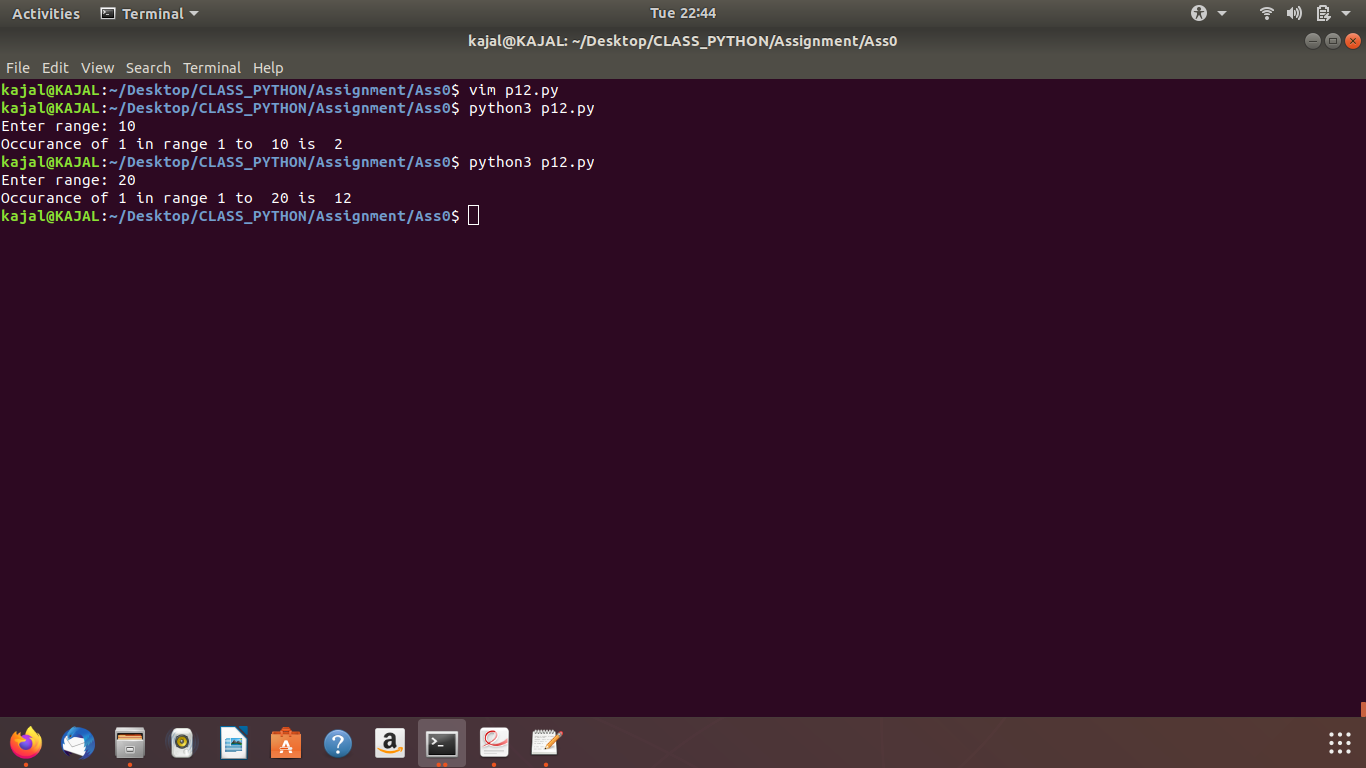 Activities Terminal Tue 22:44
kajal@KAJAL: ~/Desktop/CLASS_PYTHON/Assignment/Ass0
File Edit View Search Terminal Help
kajal@KAJAL:~/Desktop/CLASS_PYTHON/Assignment/Ass0$ vim p12.py
kajal@KAJAL:~/Desktop/CLASS_PYTHON/Assignment/Ass0$ python3 p12.py
Enter range: 10
Occurance of 1 in range 1 to  10 is  2
kajal@KAJAL:~/Desktop/CLASS_PYTHON/Assignment/Ass0$ python3 p12.py
Enter range: 20
Occurance of 1 in range 1 to  20 is  12
kajal@KAJAL:~/Desktop/CLASS_PYTHON/Assignment/Ass0$